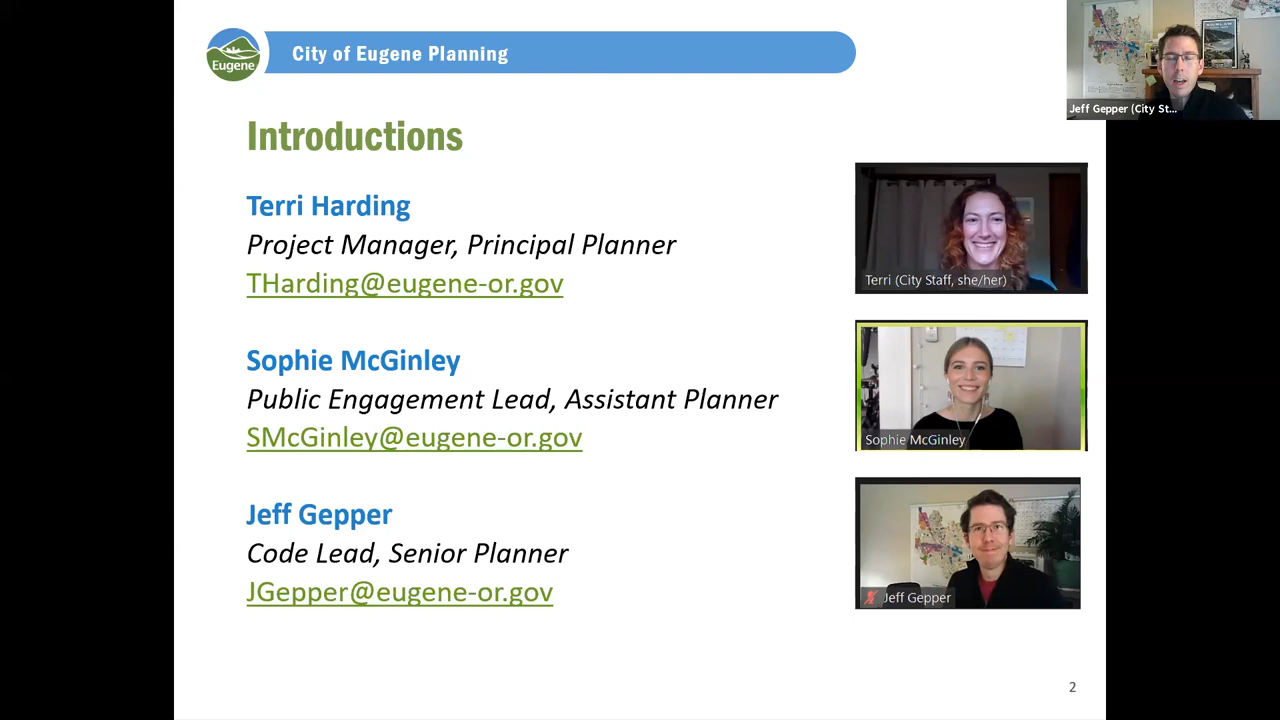 Eugene
City of Eugene Planning
Jeff Gepper (City St...
Introductions
Terri Harding
Project Manager, Principal Planner
THarding@eugene-or.gov
Terri (City Staff, she/her)
Sophie McGinley
Public Engagement Lead, Assistant Planner
SMcGinley@eugene-or.gov
Sophie McGinley
Jeff Gepper
Code Lead, Senior Planner
JGepper@eugene-or.gov
Jeff Gepper
2